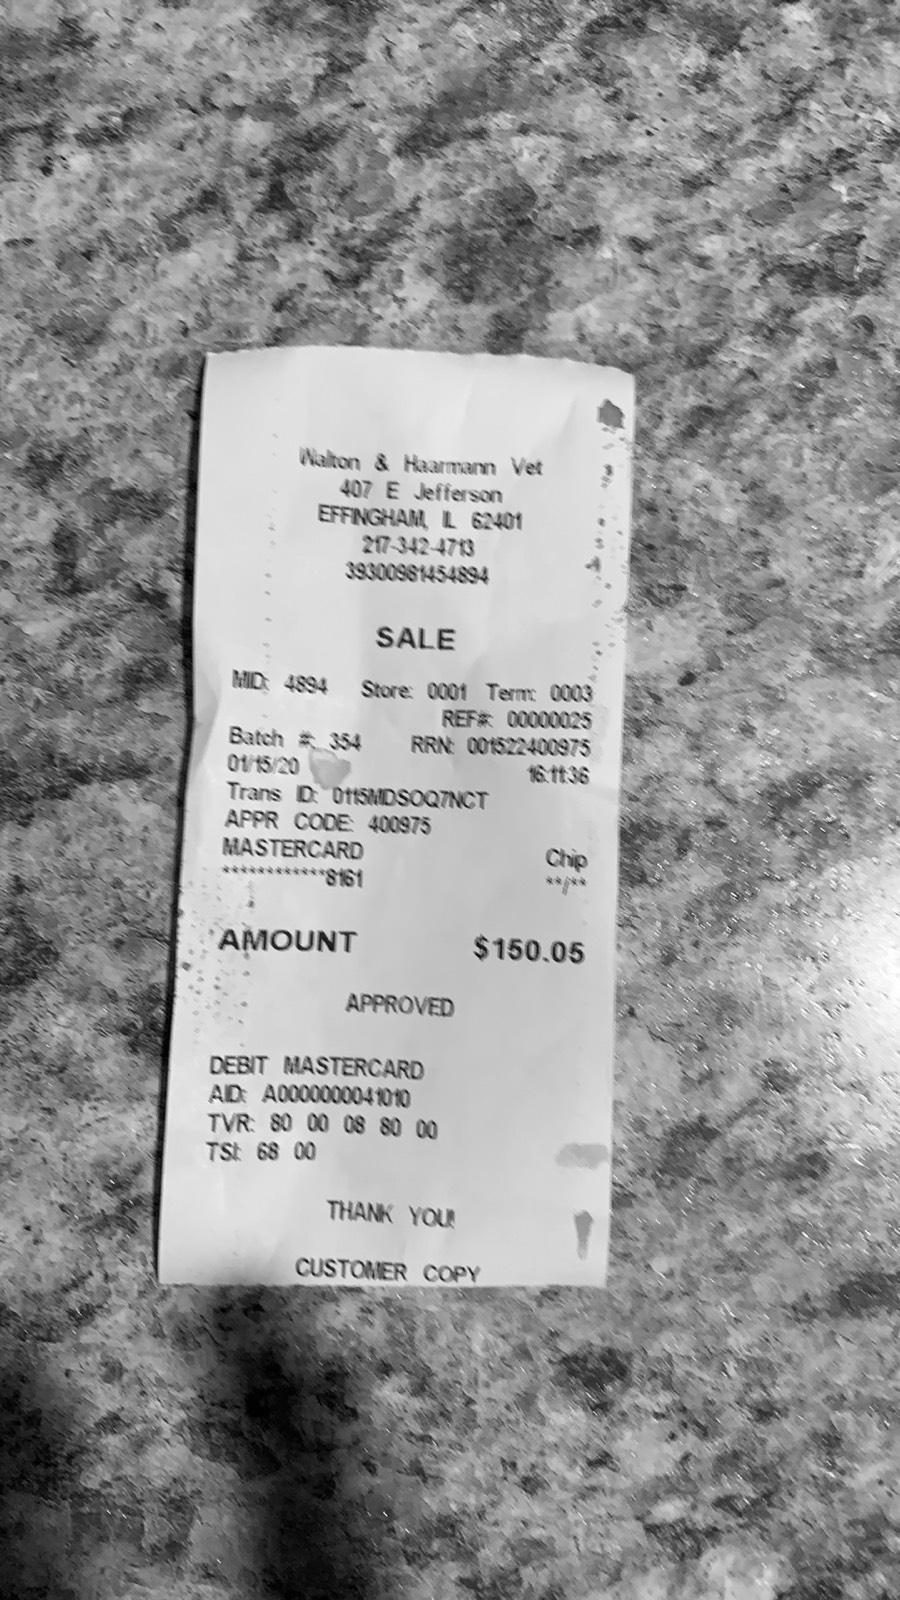 Walton & Haarmann Vet
407 E Jefferson
EFFINGHAM, IL 62401
217-342-4713
39300981454894
SALE
MID: 4894 Store: 0001 Term: 0003
REF#: 00000025
Batch #: 354 RRN: 001522400975
01/15/20 16:11:36
Trans ID: 0115MDSOQ7NCT
APPR CODE: 400975
MASTERCARD Chip
************8161 **/**
AMOUNT $150.05
APPROVED
DEBIT MASTERCARD
AID: A0000000041010
TVR: 80 00 08 80 00
TSI: 68 00
THANK YOU!
CUSTOMER COPY